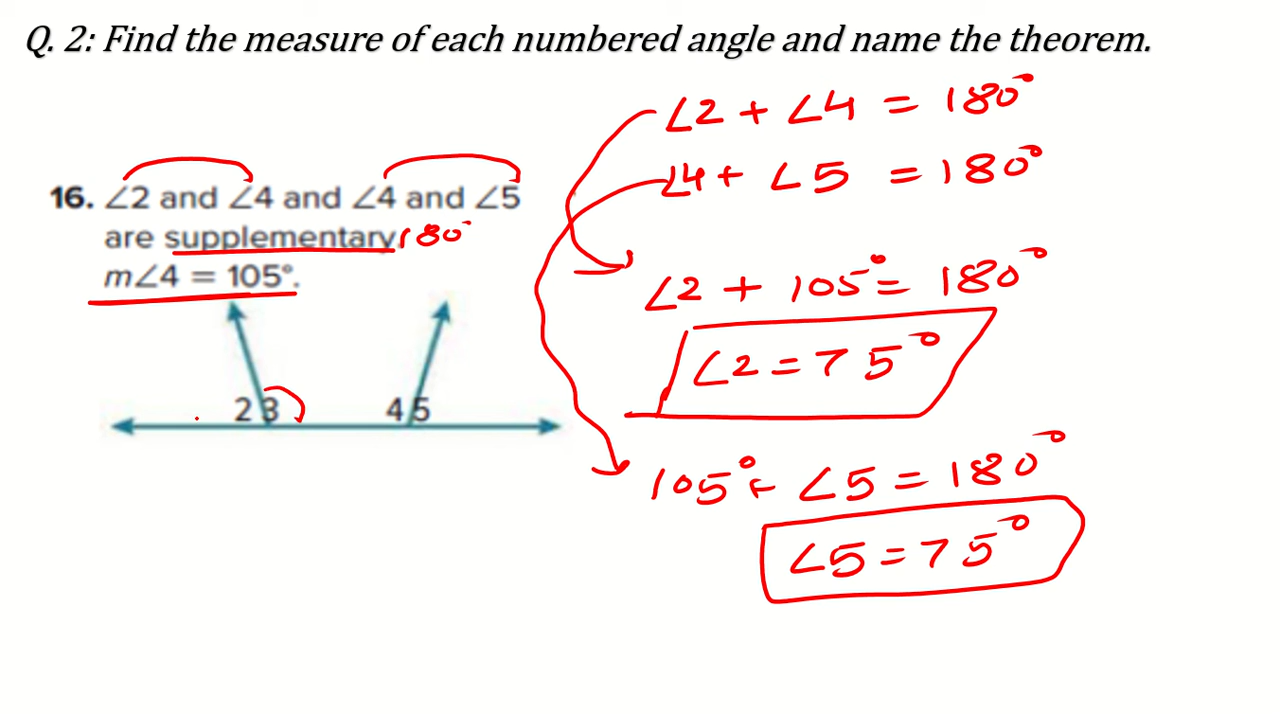 Q. 2: Find the measure of each numbered angle and name the theorem.
16. ∠2 and ∠4 and ∠4 and ∠5
are supplementary. 180°
m∠4 = 105°.
2 3 4 5
∠2 + ∠4 = 180°
∠4 + ∠5 = 180°
∠2 + 105° = 180°
∠2 = 75°
105° + ∠5 = 180°
∠5 = 75°